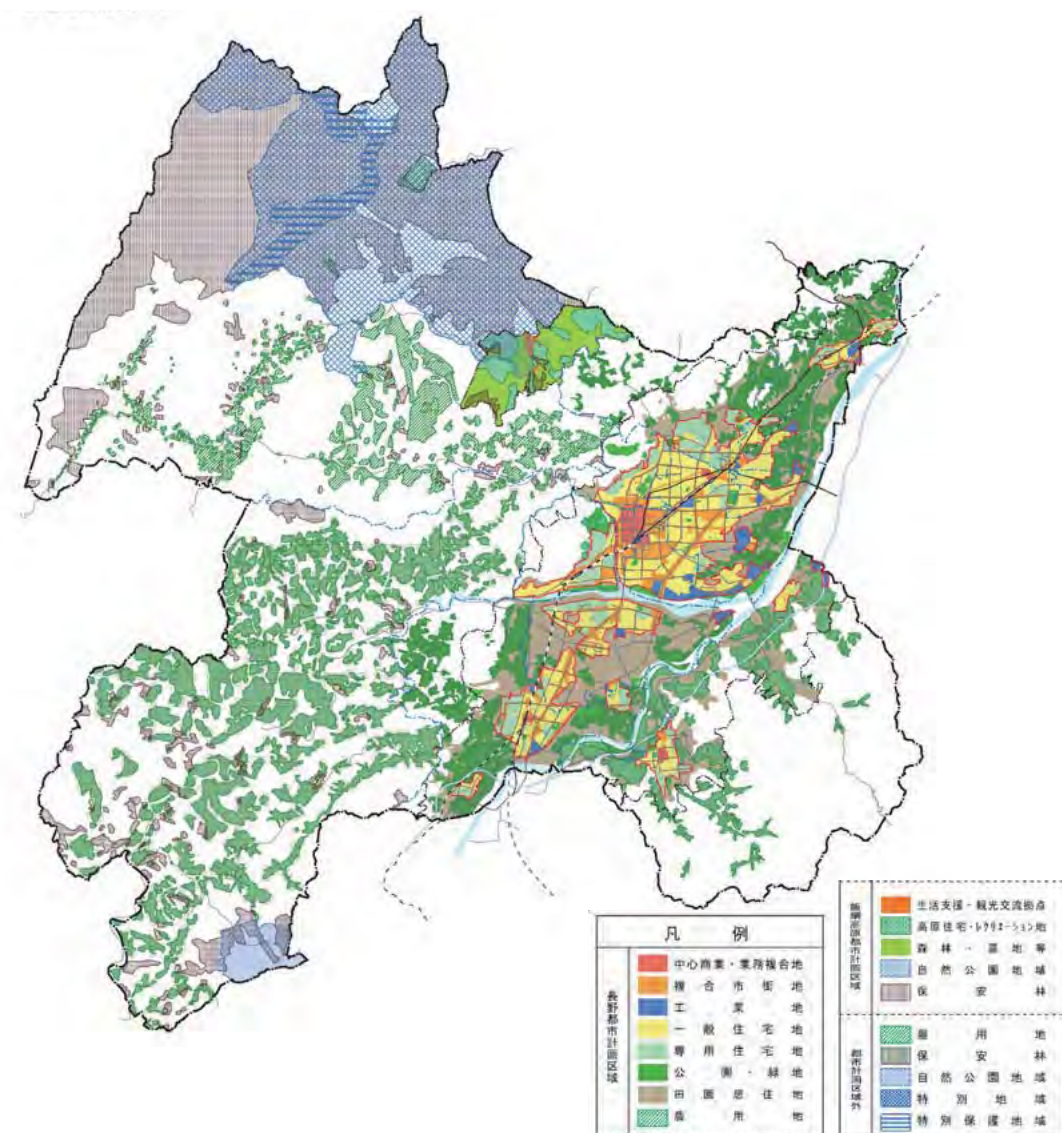 凡例
長野都市計画区域
中心商業・業務複合地
複合市街地
工業地
一般住宅地
専用住宅地
公園・緑地
田園居住地
農用地
飯綱高原都市計画区域
生活支援・観光交流拠点
高原住宅・レクリエーション地
森林・農地等
自然公園地域
保安林
都市計画区域外
農用地
保安林
自然公園地域
特別地域
特別保護地域